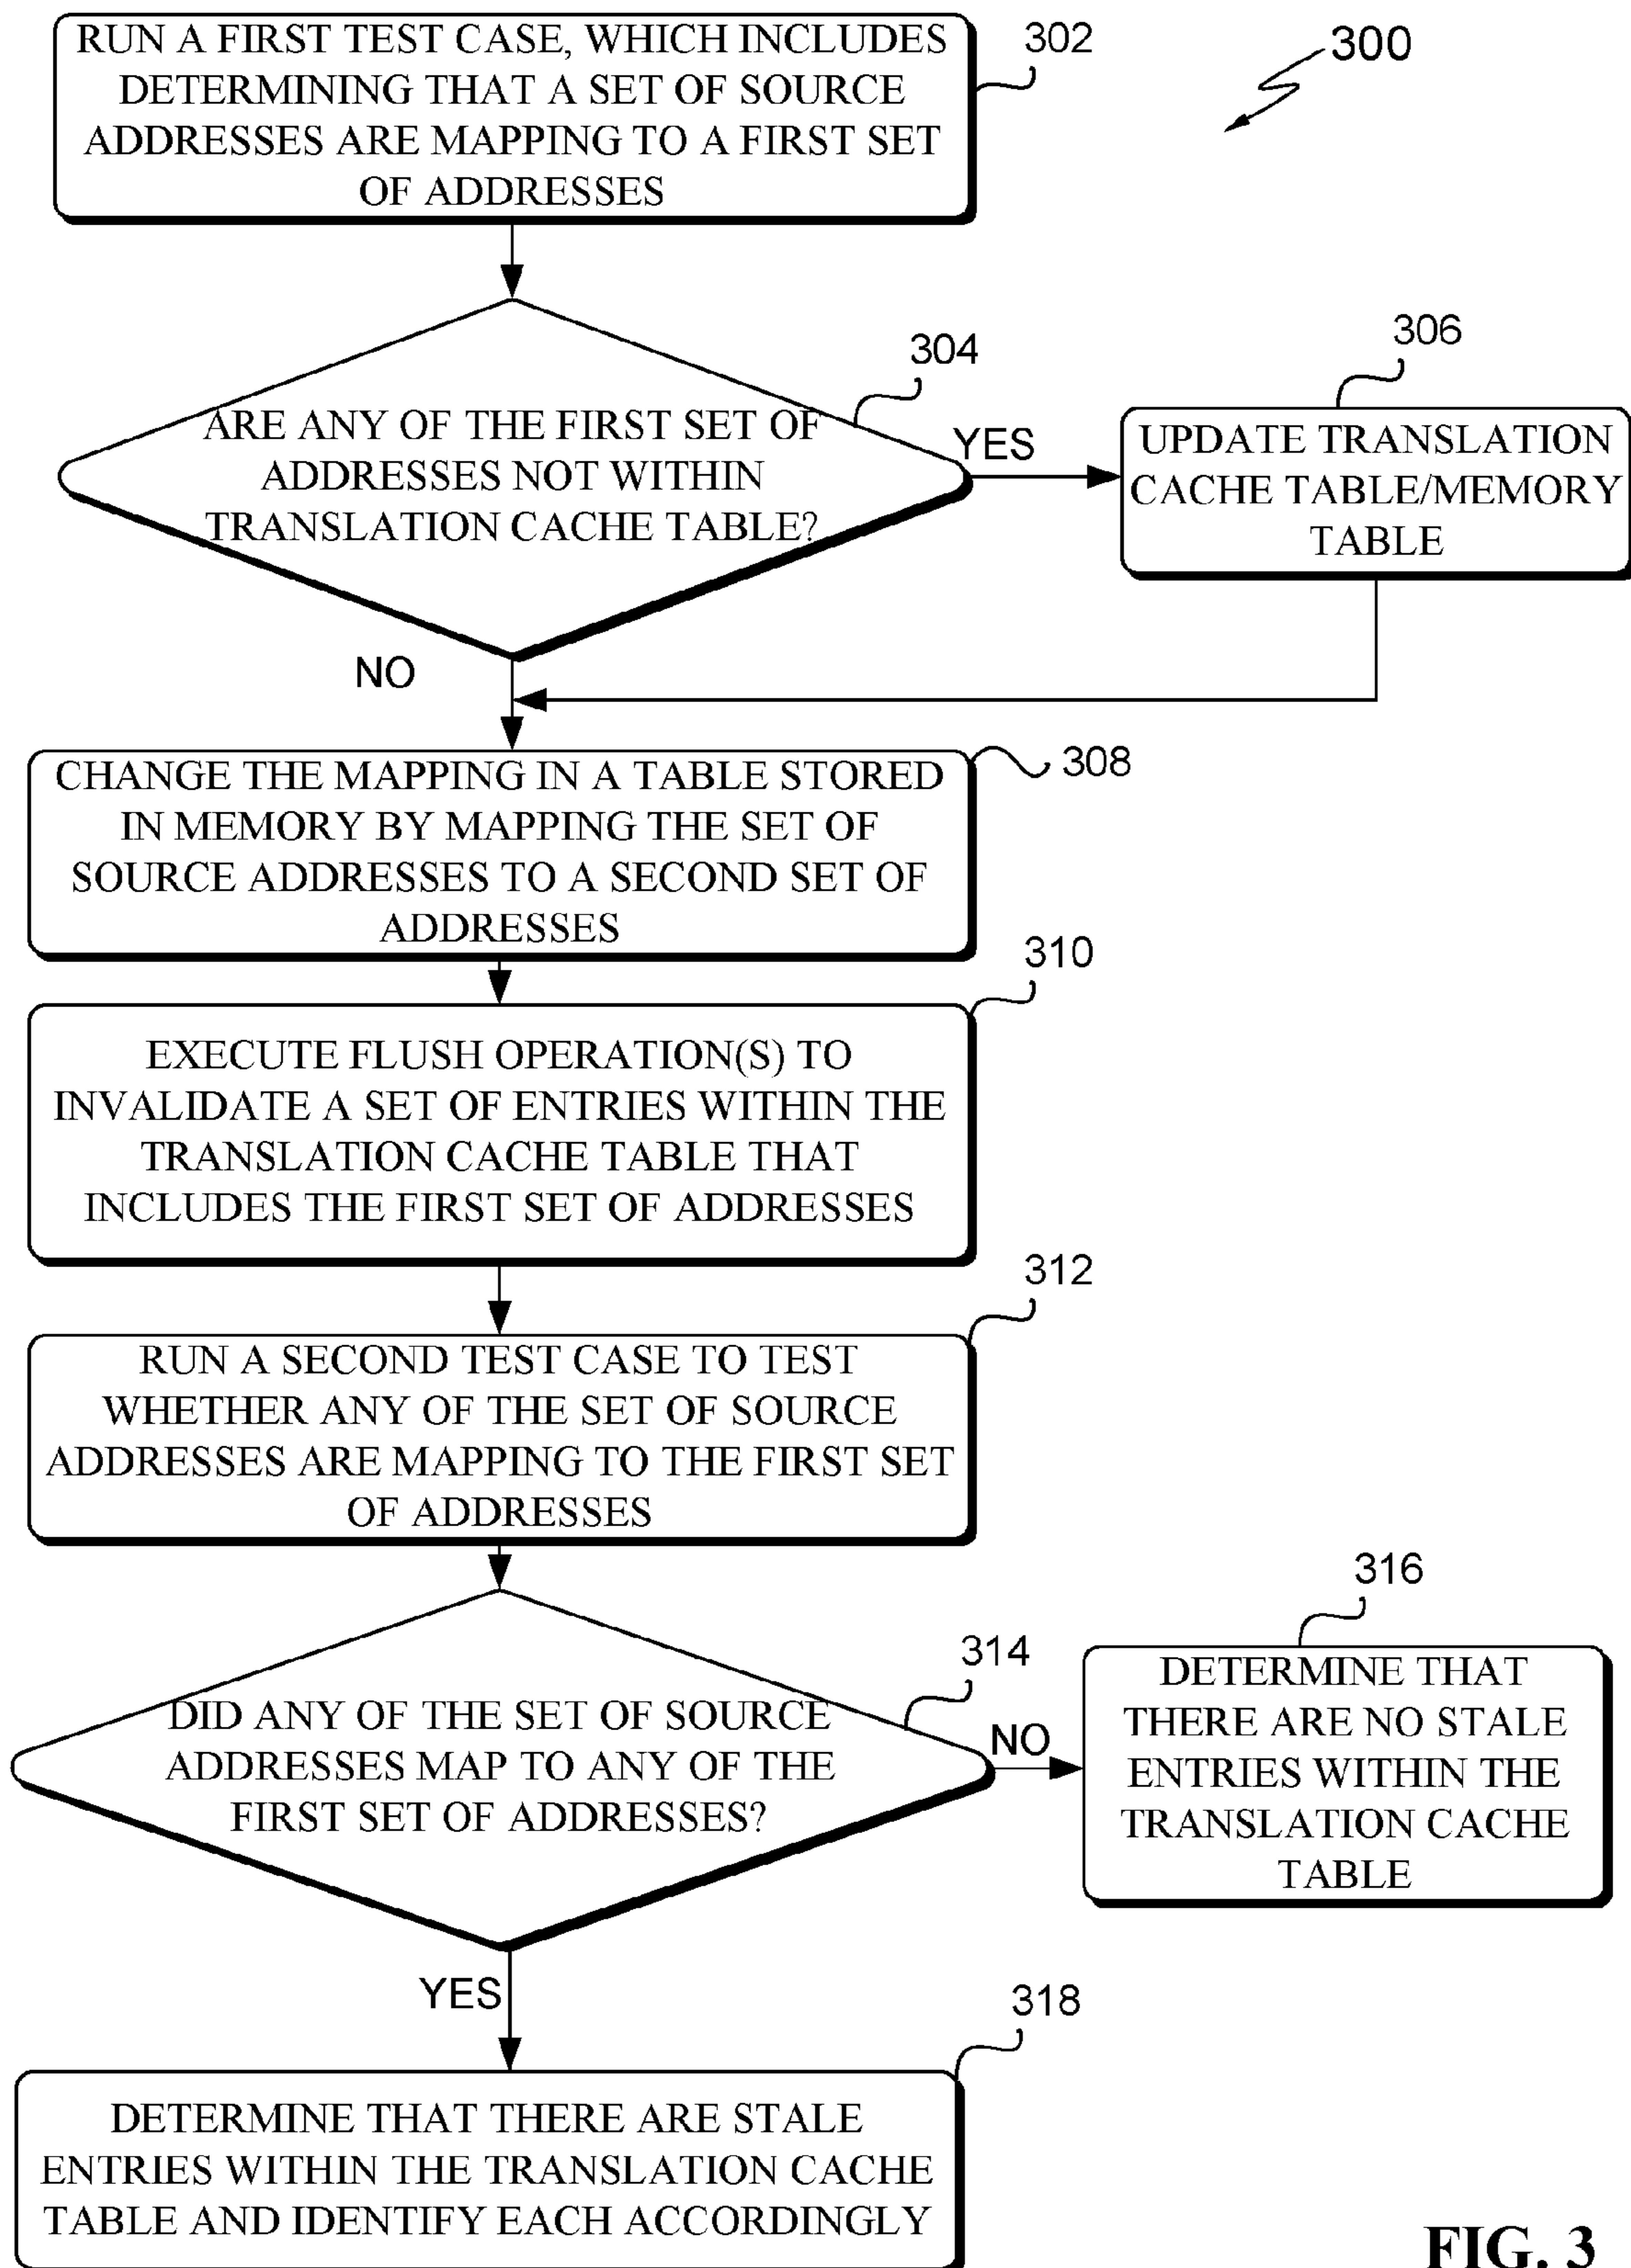 RUN A FIRST TEST CASE, WHICH INCLUDES
DETERMINING THAT A SET OF SOURCE
ADDRESSES ARE MAPPING TO A FIRST SET
OF ADDRESSES
302
300
ARE ANY OF THE FIRST SET OF
ADDRESSES NOT WITHIN
TRANSLATION CACHE TABLE?
304
YES
306
UPDATE TRANSLATION
CACHE TABLE/MEMORY
TABLE
NO
CHANGE THE MAPPING IN A TABLE STORED
IN MEMORY BY MAPPING THE SET OF
SOURCE ADDRESSES TO A SECOND SET OF
ADDRESSES
308
310
EXECUTE FLUSH OPERATION(S) TO
INVALIDATE A SET OF ENTRIES WITHIN THE
TRANSLATION CACHE TABLE THAT
INCLUDES THE FIRST SET OF ADDRESSES
312
RUN A SECOND TEST CASE TO TEST
WHETHER ANY OF THE SET OF SOURCE
ADDRESSES ARE MAPPING TO THE FIRST SET
OF ADDRESSES
314
DID ANY OF THE SET OF SOURCE
ADDRESSES MAP TO ANY OF THE
FIRST SET OF ADDRESSES?
NO
316
DETERMINE THAT
THERE ARE NO STALE
ENTRIES WITHIN THE
TRANSLATION CACHE
TABLE
YES
318
DETERMINE THAT THERE ARE STALE
ENTRIES WITHIN THE TRANSLATION CACHE
TABLE AND IDENTIFY EACH ACCORDINGLY
FIG. 3